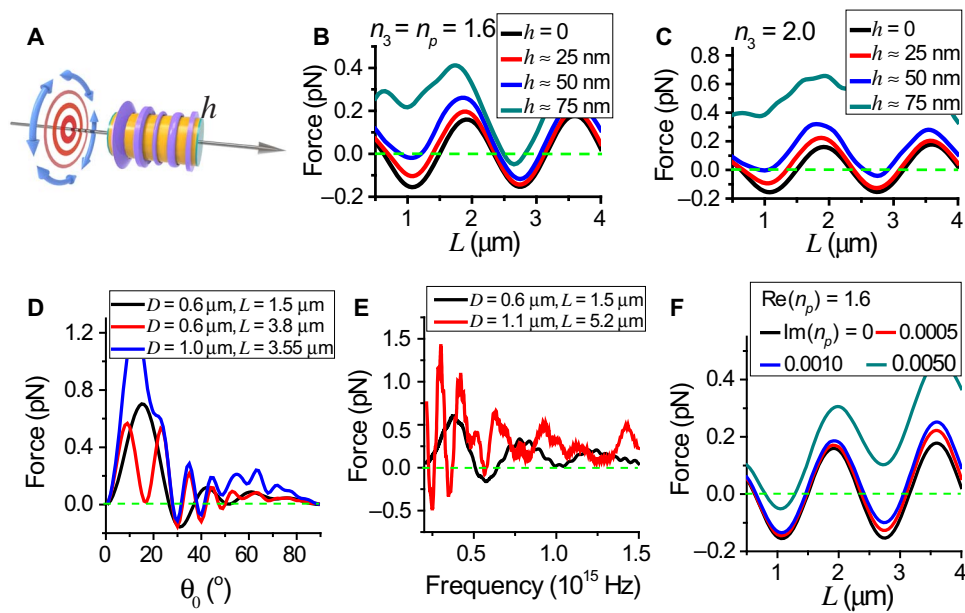 A
h
B
n3 = np = 1.6
h = 0
h ≈ 25 nm
h ≈ 50 nm
h ≈ 75 nm
Force (pN)
0.4
0.2
0.0
–0.2
1 2 3 4
L (μm)
C
n3 = 2.0
h = 0
h ≈ 25 nm
h ≈ 50 nm
h ≈ 75 nm
Force (pN)
0.8
0.6
0.4
0.2
0.0
–0.2
1 2 3 4
L (μm)
D
D = 0.6 μm, L = 1.5 μm
D = 0.6 μm, L = 3.8 μm
D = 1.0 μm, L = 3.55 μm
Force (pN)
1.2
0.8
0.4
0.0
0 20 40 60 80
θ0 (°)
E
D = 0.6 μm, L = 1.5 μm
D = 1.1 μm, L = 5.2 μm
Force (pN)
1.5
1.0
0.5
0.0
–0.5
0.5 1.0 1.5
Frequency (10^15 Hz)
F
Re(np) = 1.6
Im(np) = 0 0.0005
0.0010 0.0050
Force (pN)
0.4
0.2
0.0
–0.2
1 2 3 4
L (μm)